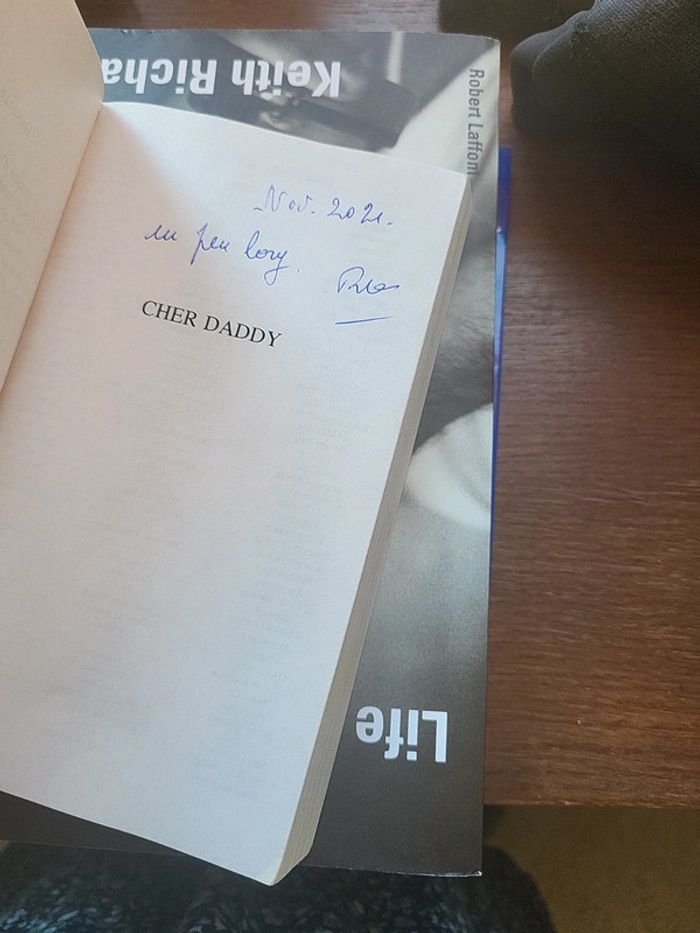 Keith Richa
Robert Laffon
Nov. 2021.
un peu long.
CHER DADDY
Life